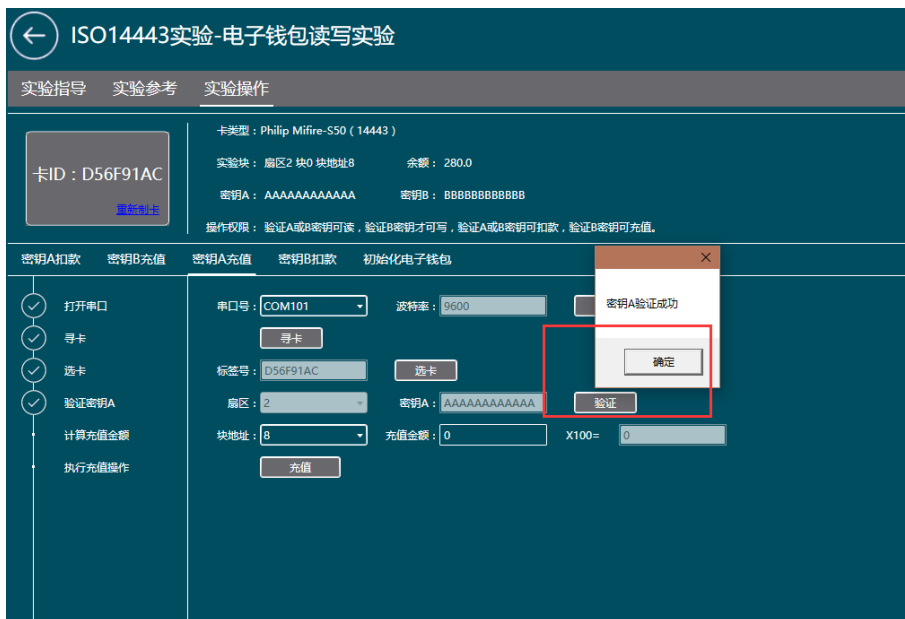 ISO14443实验-电子钱包读写实验
实验指导 实验参考 实验操作
卡ID：D56F91AC
重新制卡
卡类型：Philip Mifire-S50（14443）
实验块： 扇区2 块0 块地址8 余额： 280.0
密钥A： AAAAAAAAAAAA 密钥B： BBBBBBBBBBBB
操作权限： 验证A或B密钥可读，验证B密钥才可写，验证A或B密钥可扣款，验证B密钥可充值。
密钥A扣款 密钥B充值 密钥A充值 密钥B扣款 初始化电子钱包
打开串口 串口号： COM101 波特率： 9600
密钥A验证成功
确定
寻卡 寻卡
选卡 标签号： D56F91AC 选卡
验证密钥A 扇区： 2 密钥A： AAAAAAAAAAAA 验证
计算充值金额 块地址： 8 充值金额： 0 X100= 0
执行充值操作 充值